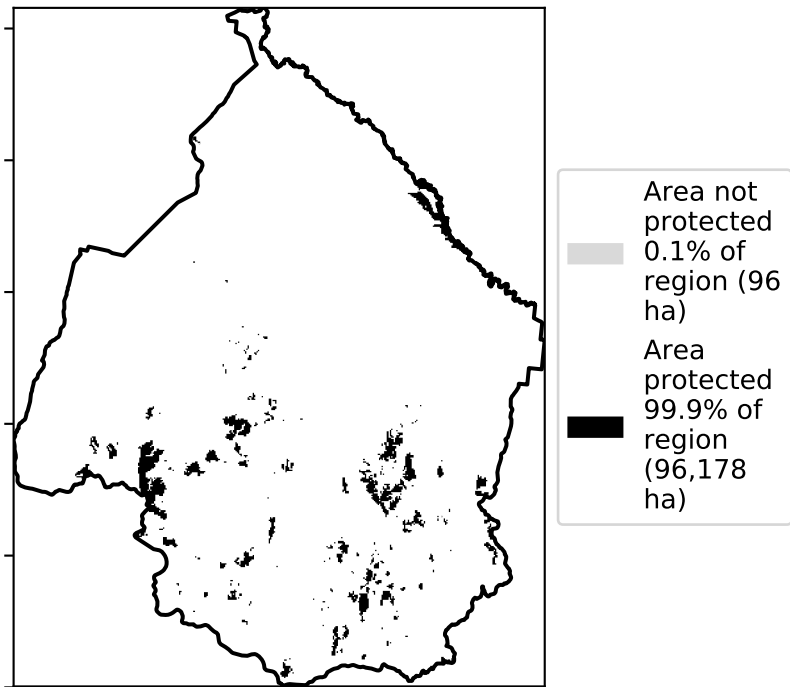 Area not
protected
0.1% of
region (96
ha)
Area
protected
99.9% of
region
(96,178
ha)